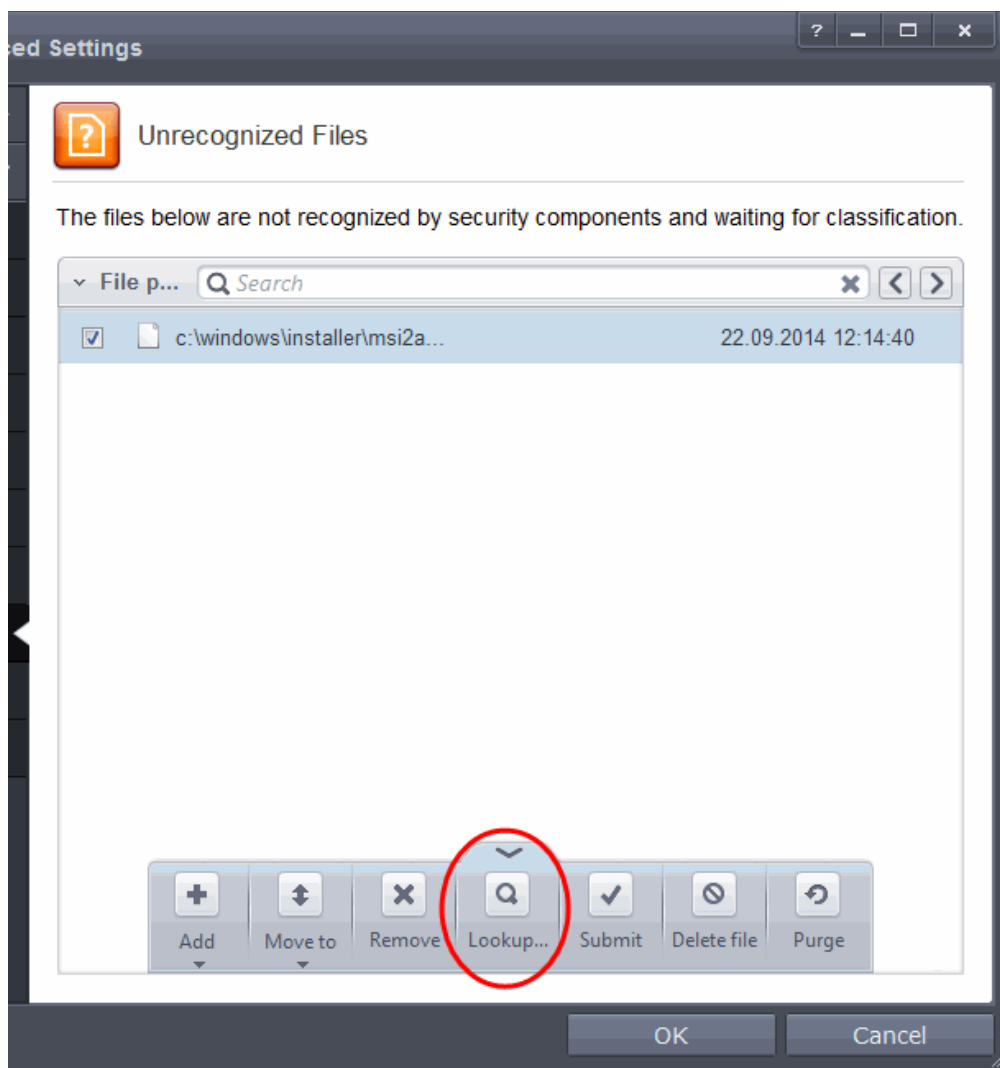 ed Settings
Unrecognized Files
The files below are not recognized by security components and waiting for classification.
File p... Search
c:\windows\installer\msi2a... 22.09.2014 12:14:40
Add Move to Remove Lookup... Submit Delete file Purge
OK Cancel